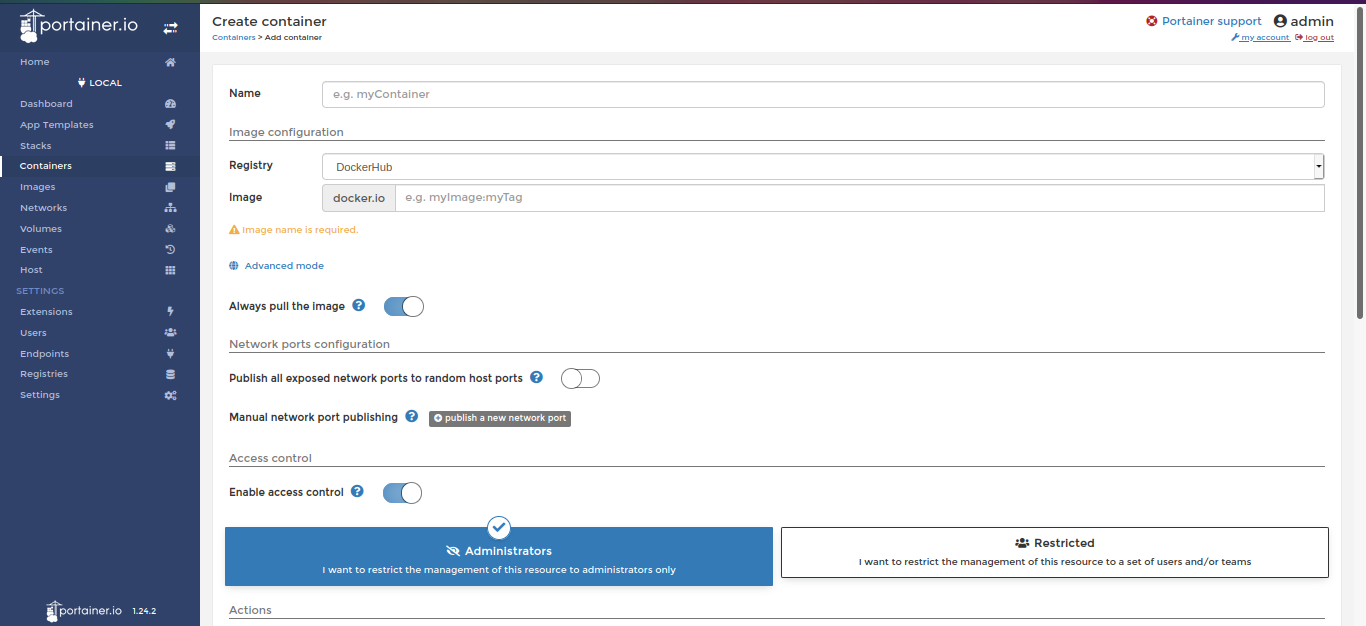 portainer.io
Home
LOCAL
Dashboard
App Templates
Stacks
Containers
Images
Networks
Volumes
Events
Host
SETTINGS
Extensions
Users
Endpoints
Registries
Settings
portainer.io 1.24.2
Create container
Containers > Add container
Portainer support admin
my account log out
Name e.g. myContainer
Image configuration
Registry DockerHub
Image docker.io e.g. myImage:myTag
Image name is required.
Advanced mode
Always pull the image
Network ports configuration
Publish all exposed network ports to random host ports
Manual network port publishing publish a new network port
Access control
Enable access control
Administrators
I want to restrict the management of this resource to administrators only
Restricted
I want to restrict the management of this resource to a set of users and/or teams
Actions